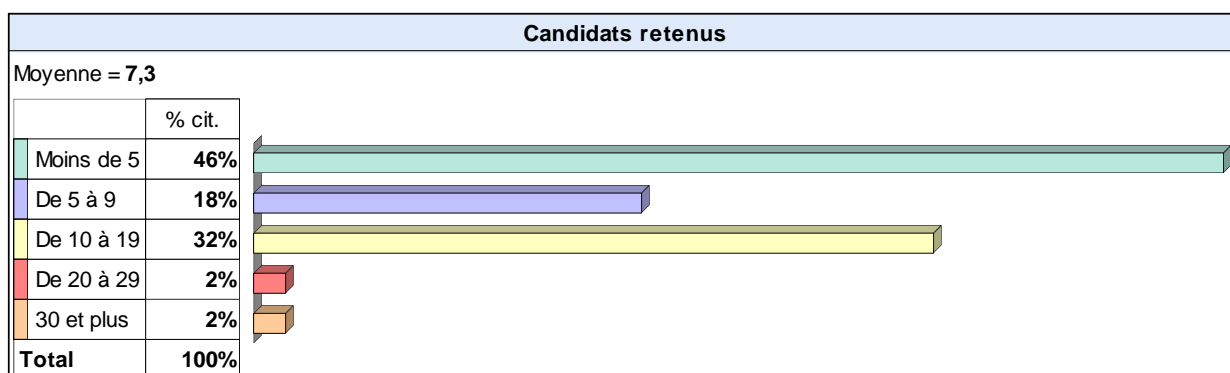 Candidats retenus
Moyenne = 7,3
% cit.
Moins de 5 46%
De 5 à 9 18%
De 10 à 19 32%
De 20 à 29 2%
30 et plus 2%
Total 100%